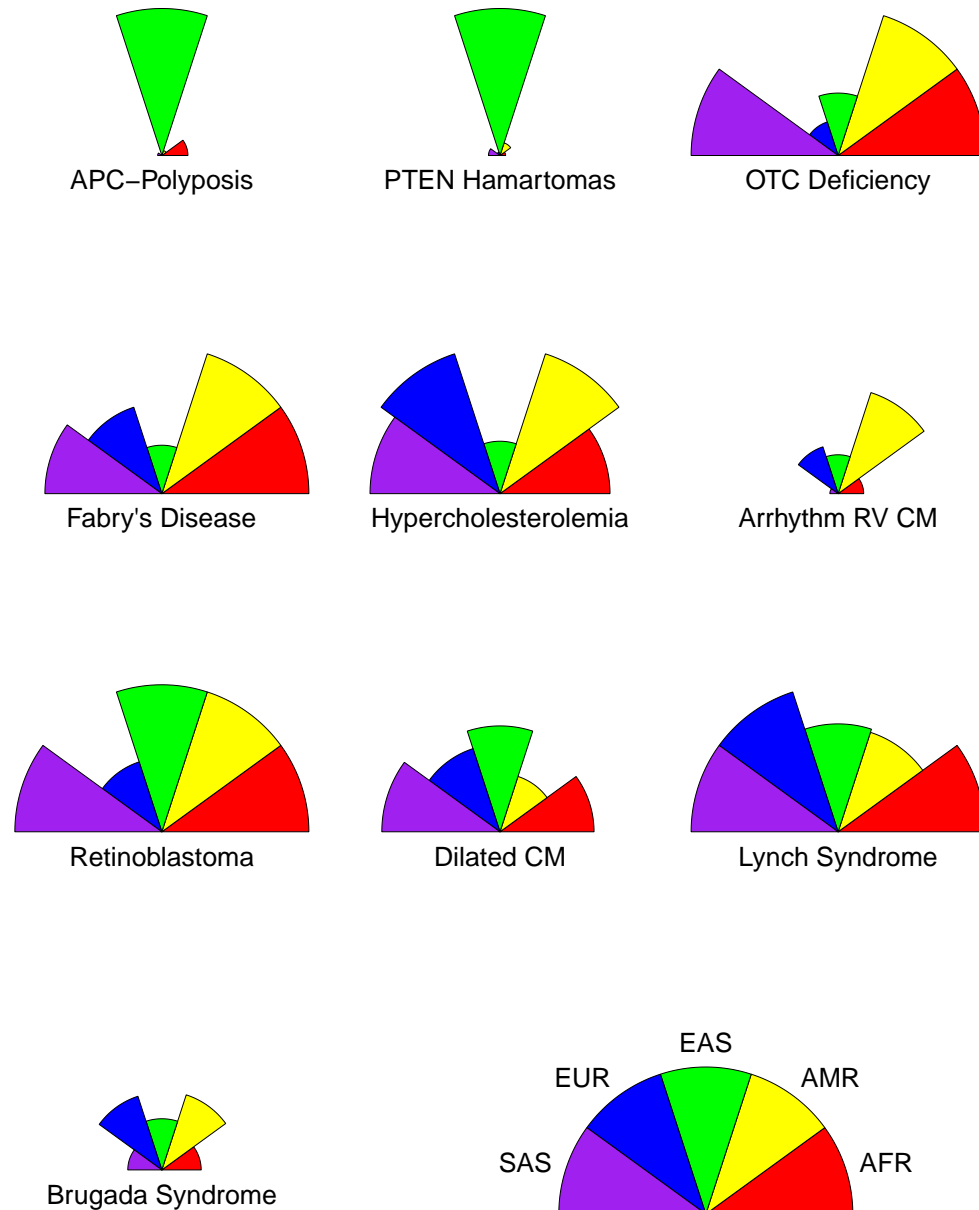 APC−Polyposis
PTEN Hamartomas
OTC Deficiency
Fabry's Disease
Hypercholesterolemia
Arrhythm RV CM
Retinoblastoma
Dilated CM
Lynch Syndrome
Brugada Syndrome
EAS
EUR
AMR
SAS
AFR